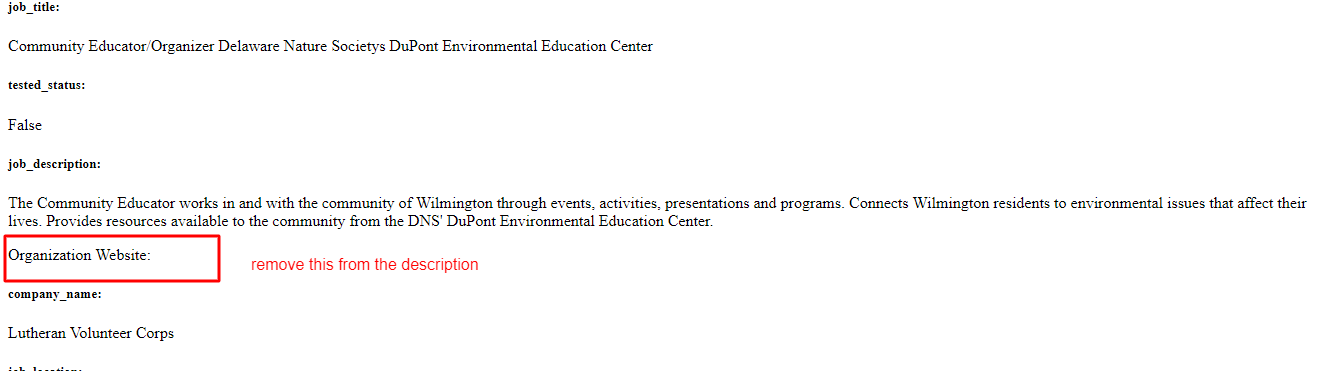 job_title:
Community Educator/Organizer Delaware Nature Societys DuPont Environmental Education Center
tested_status:
False
job_description:
The Community Educator works in and with the community of Wilmington through events, activities, presentations and programs. Connects Wilmington residents to environmental issues that affect their
lives. Provides resources available to the community from the DNS' DuPont Environmental Education Center.
Organization Website:
remove this from the description
company_name:
Lutheran Volunteer Corps
job_location: